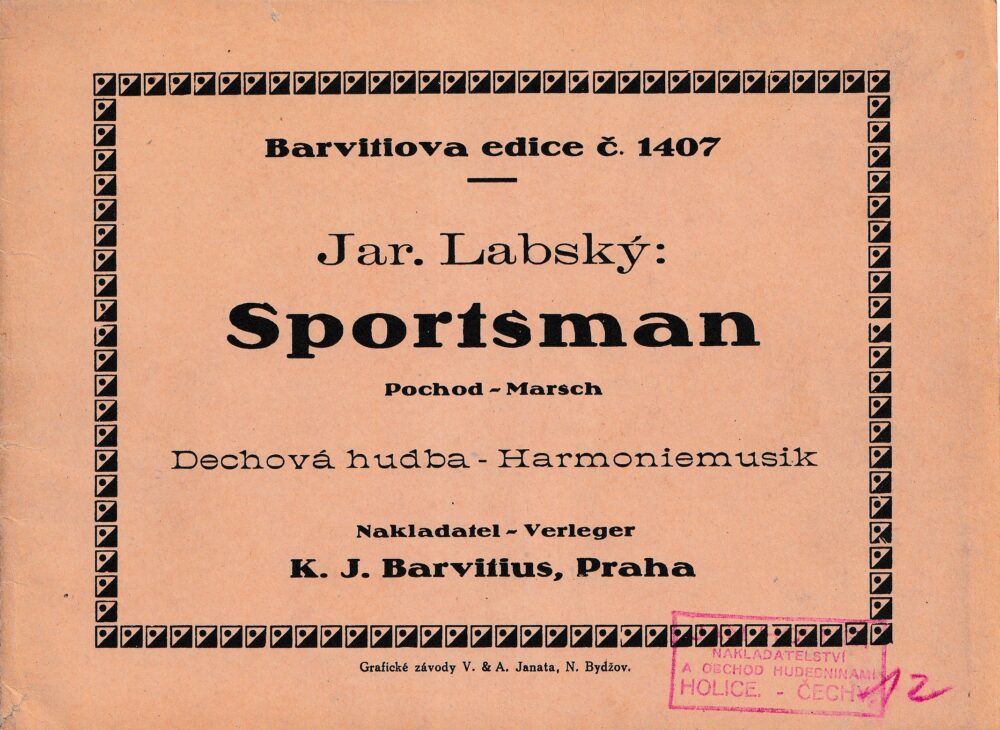 Barvitiova edice č. 1407
Jar. Labský:
Sportsman
Pochod - Marsch
Dechová hudba - Harmoniemusik
Nakladatel - Verleger
K. J. Barvitius, Praha
Grafické závody V. & A. Janata, N. Bydžov.
NAKLADATELSTVÍ
A OBCHOD HUDEBNINAMI
HOLICE. - ČECHY
12